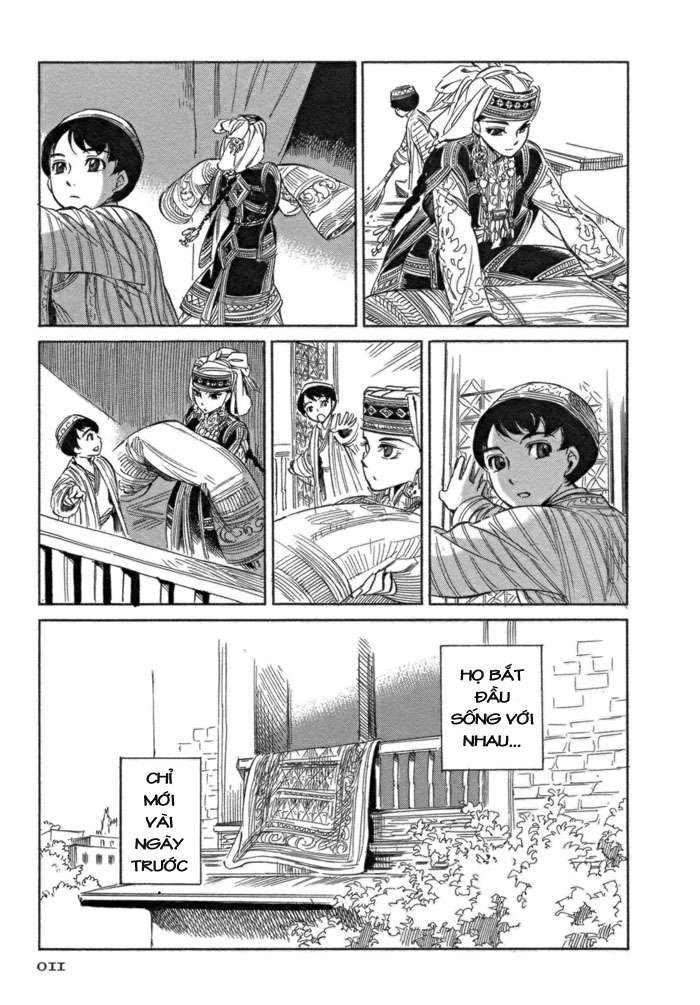 HỌ BẮT
ĐẦU
SỐNG VỚI
NHAU...
CHỈ
MỚI
VÀI
NGÀY
TRƯỚC
011